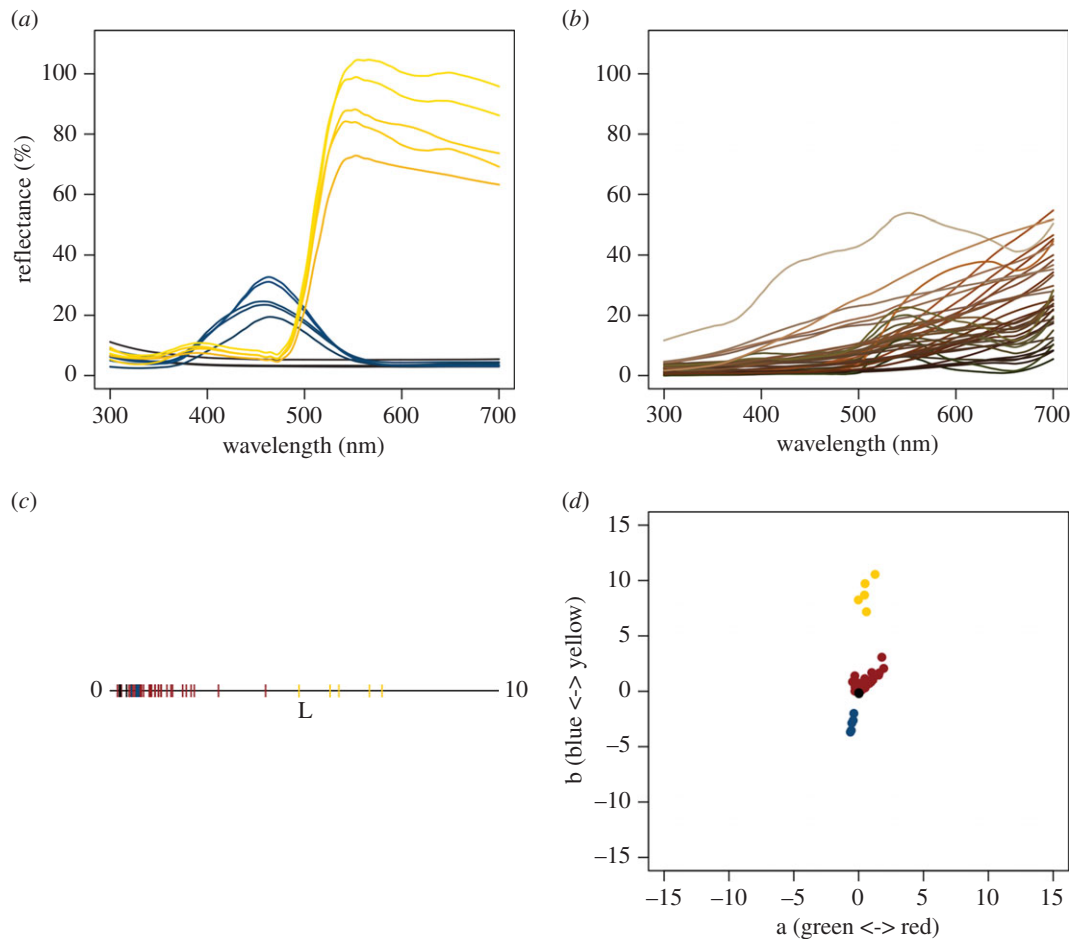 (a)
100
80
60
40
20
0
reflectance (%)
300 400 500 600 700
wavelength (nm)
(b)
100
80
60
40
20
0
300 400 500 600 700
wavelength (nm)
(c)
0 10
L
(d)
15
10
5
0
−5
−10
−15
b (blue <-> yellow)
−15 −10 −5 0 5 10 15
a (green <-> red)